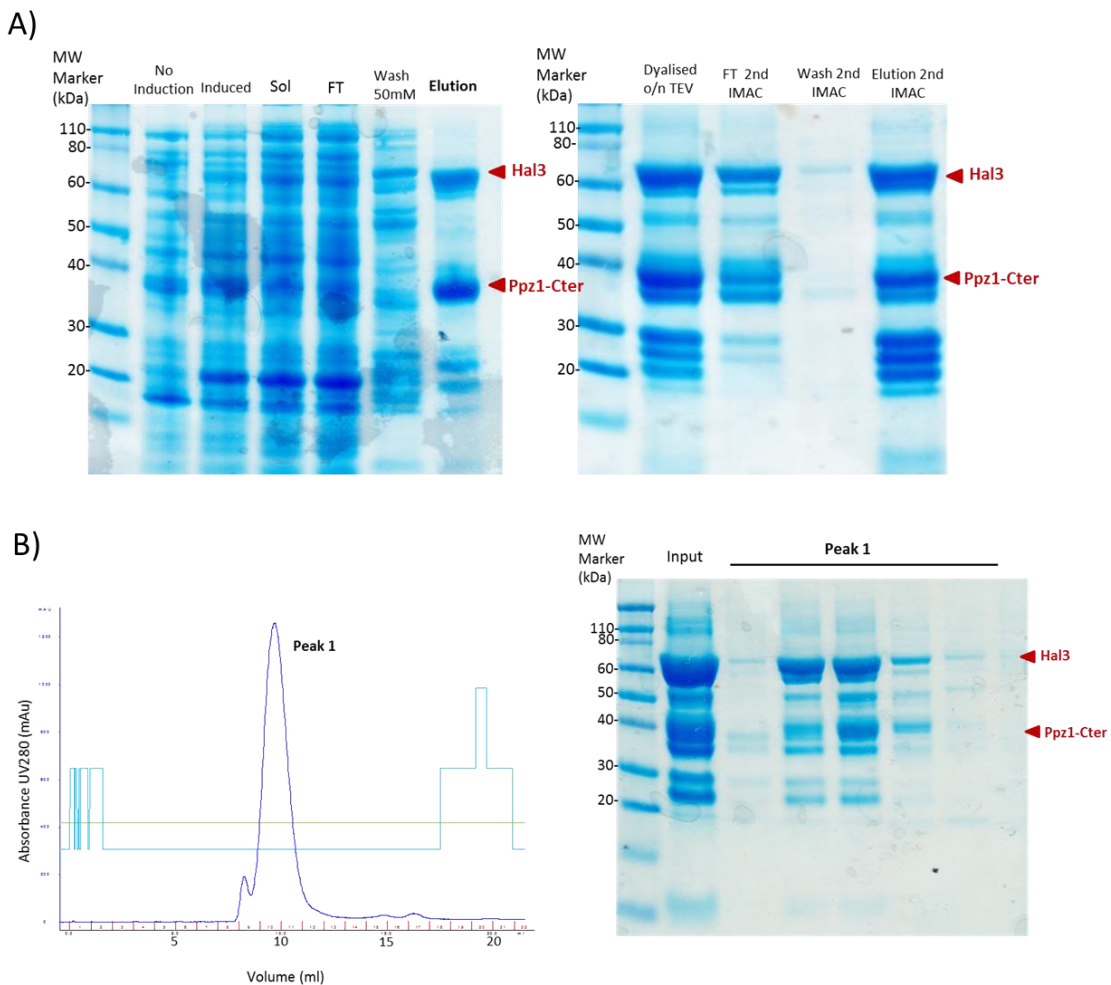 A)
MW
Marker
(kDa)
No
Induction
Induced
Sol
FT
Wash
50mM
Elution
110-
80-
60-
50-
40-
30-
20-
Hal3
Ppz1-Cter
MW
Marker
(kDa)
Dyalised
o/n TEV
FT 2nd
IMAC
Wash 2nd
IMAC
Elution 2nd
IMAC
110-
80-
60-
50-
40-
30-
20-
Hal3
Ppz1-Cter
B)
Peak 1
Absorbance UV280 (mAu)
5
10
15
20
Volume (ml)
MW
Marker
(kDa)
Input
Peak 1
110-
80-
60-
50-
40-
30-
20-
Hal3
Ppz1-Cter